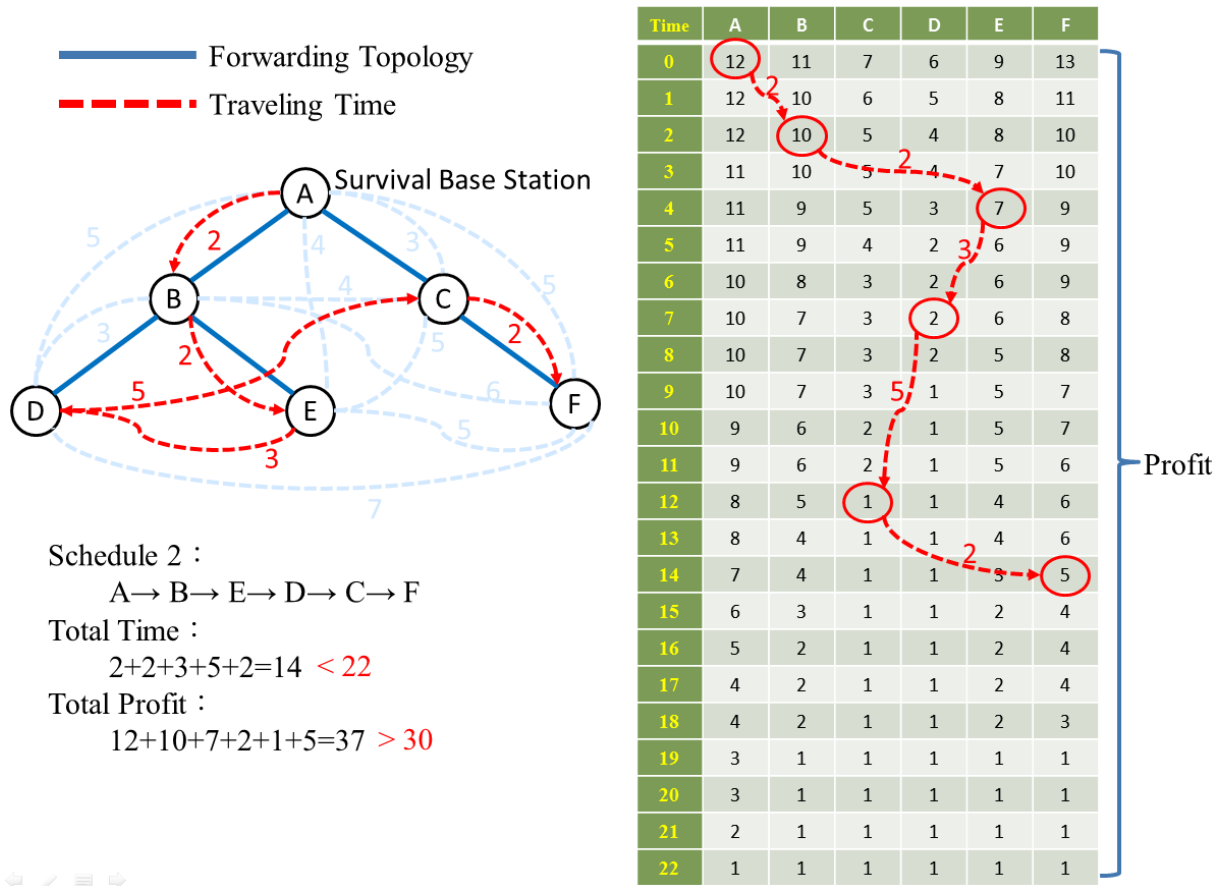 Forwarding Topology
Traveling Time
A
Survival Base Station
5
2
4
3
5
B
4
C
3
2
5
2
5
6
D
E
F
3
5
7
Schedule 2：
A→ B→ E→ D→ C→ F
Total Time：
2+2+3+5+2=14 < 22
Total Profit：
12+10+7+2+1+5=37 > 30
Time A B C D E F
0 12 11 7 6 9 13
2
1 12 10 6 5 8 11
2 12 10 5 4 8 10
2
3 11 10 5 4 7 10
4 11 9 5 3 7 9
5 11 9 4 2 6 9
3
6 10 8 3 2 6 9
7 10 7 3 2 6 8
8 10 7 3 2 5 8
9 10 7 3 1 5 7
5
10 9 6 2 1 5 7
11 9 6 2 1 5 6
12 8 5 1 1 4 6
13 8 4 1 1 4 6
2
14 7 4 1 1 3 5
15 6 3 1 1 2 4
16 5 2 1 1 2 4
17 4 2 1 1 2 4
18 4 2 1 1 2 3
19 3 1 1 1 1 1
20 3 1 1 1 1 1
21 2 1 1 1 1 1
22 1 1 1 1 1 1
Profit